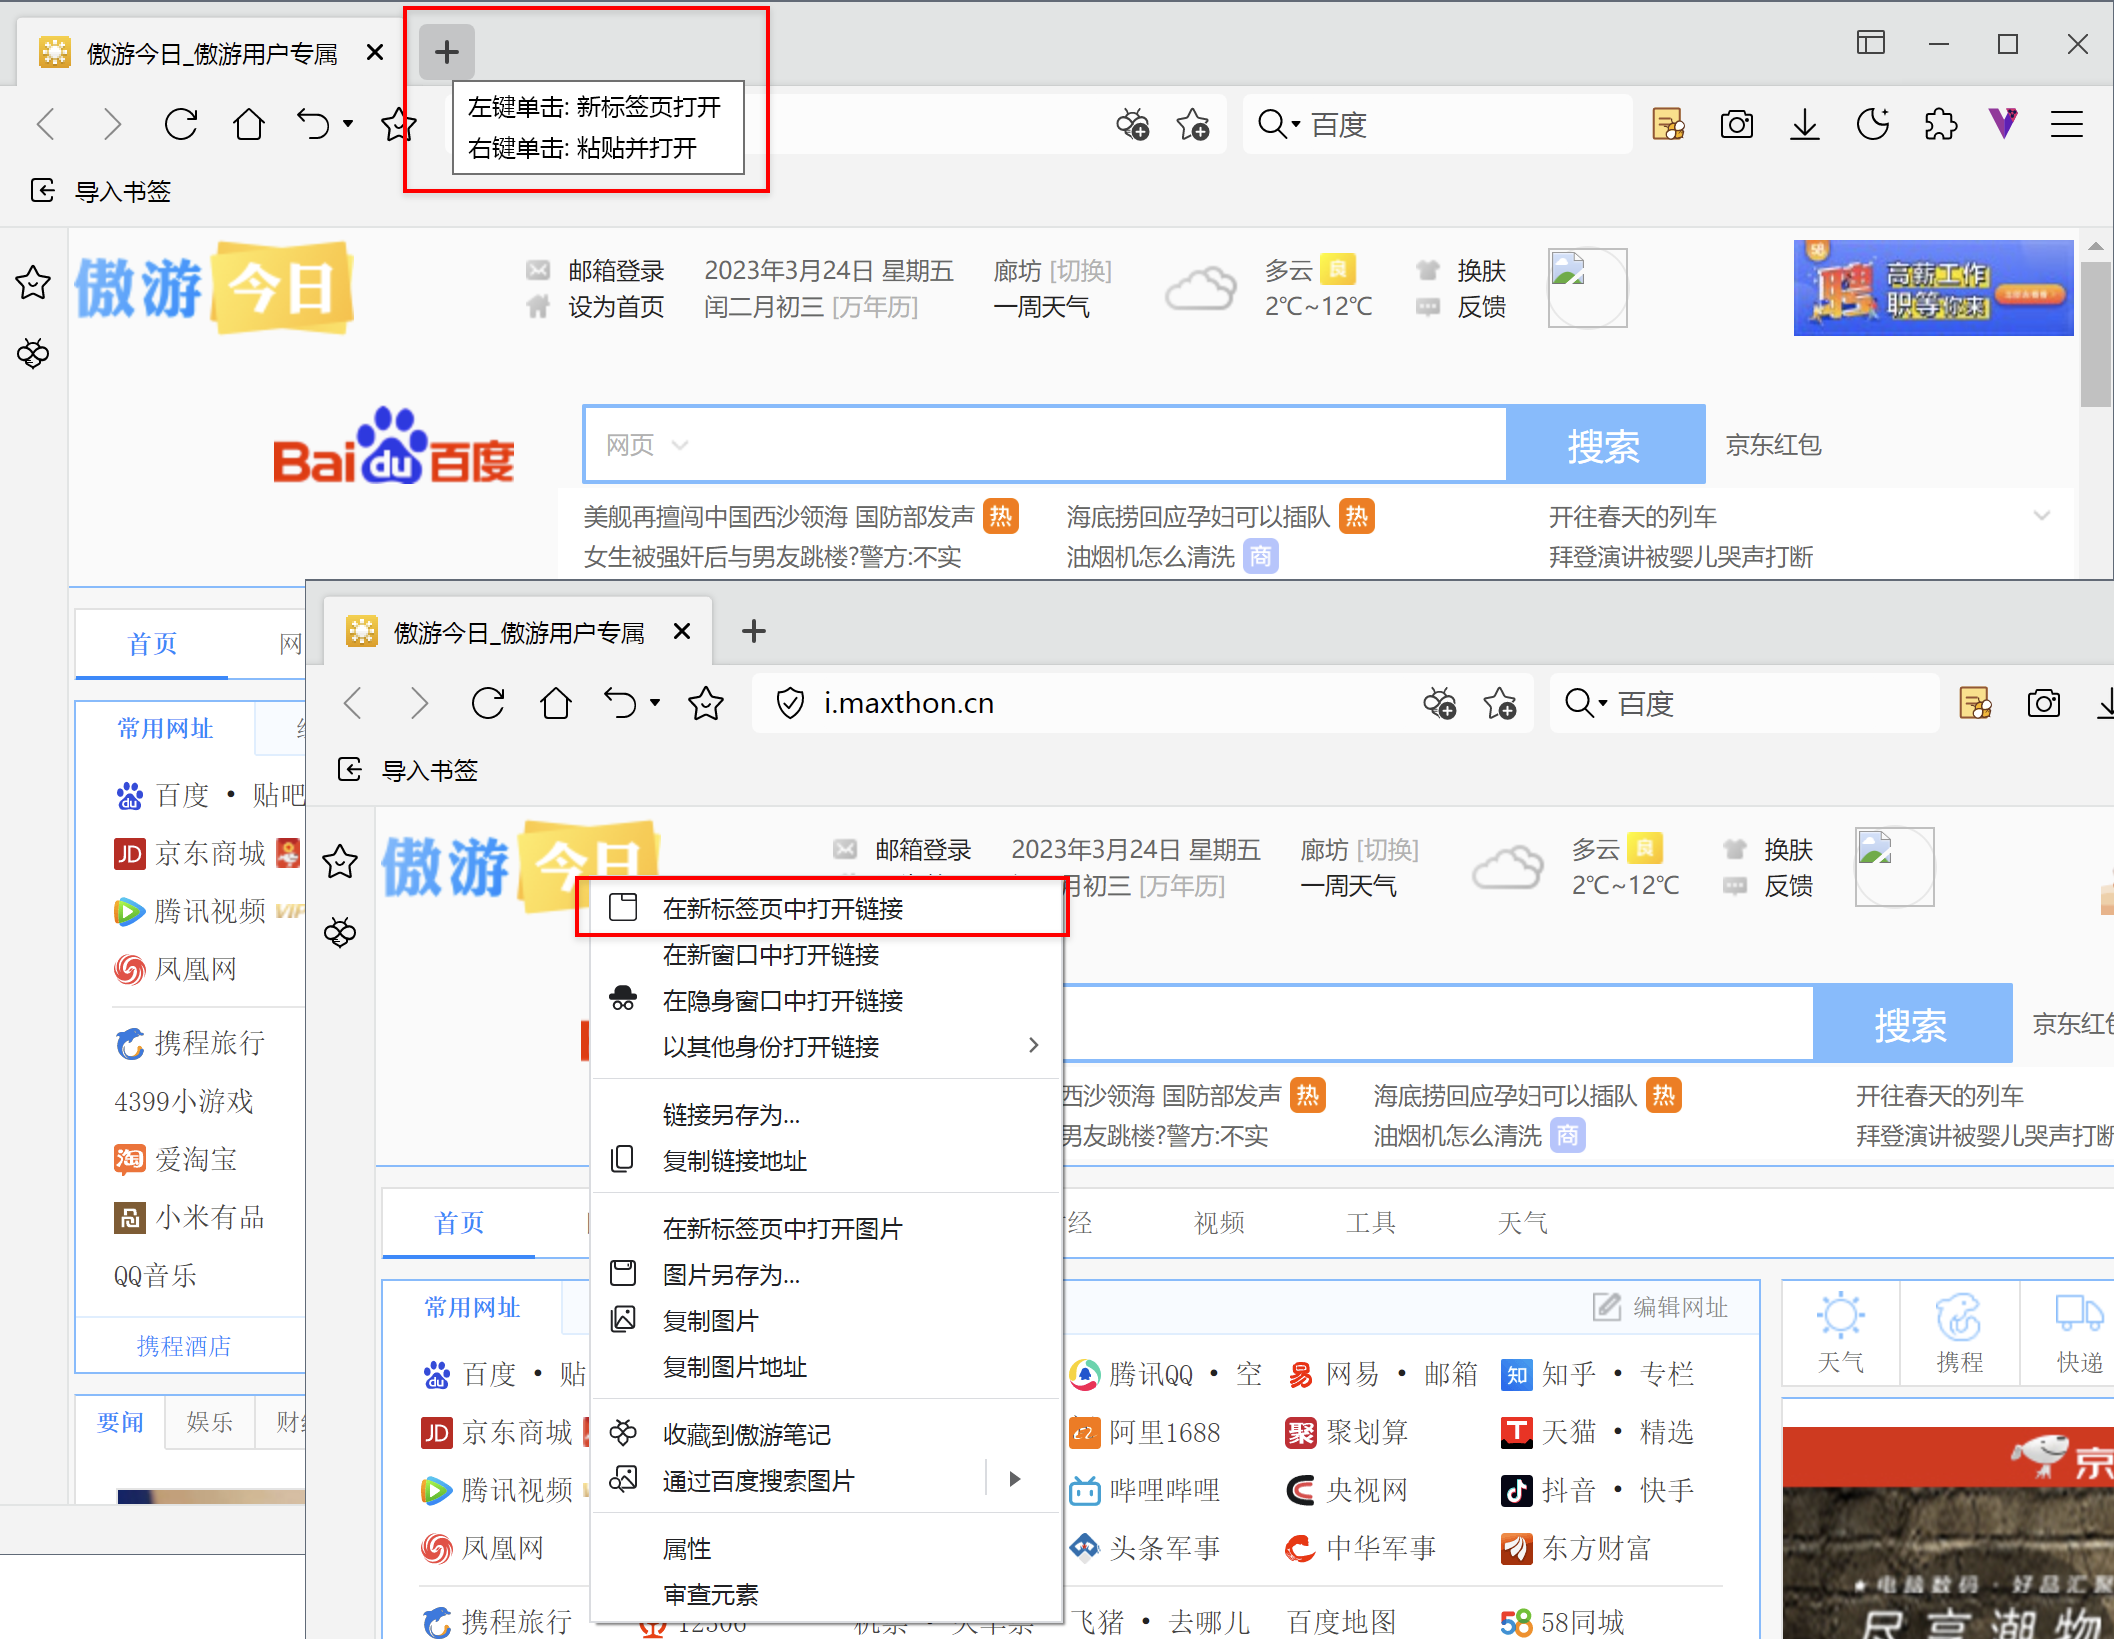 傲游今日_傲游用户专属
左键单击: 新标签页打开
右键单击: 粘贴并打开
百度
导入书签
傲游 今日
邮箱登录 2023年3月24日 星期五 廊坊 [切换] 多云 良 换肤
设为首页 闰二月初三 [万年历] 一周天气 2℃~12℃ 反馈
58
聘 高薪工作
职等你来
Baidu百度 网页 搜索 京东红包
美舰再擅闯中国西沙领海 国防部发声 热 海底捞回应孕妇可以插队 热 开往春天的列车
女生被强奸后与男友跳楼?警方:不实 油烟机怎么清洗 商 拜登演讲被婴儿哭声打断
首页 网
常用网址
百度 • 贴吧
JD 京东商城
腾讯视频 VIP
凤凰网
携程旅行
4399小游戏
淘 爱淘宝
小米有品
QQ音乐
携程酒店
要闻 娱乐 财
傲游今日_傲游用户专属
i.maxthon.cn 百度
导入书签
傲游 今日
邮箱登录 2023年3月24日 星期五 廊坊 [切换] 多云 良 换肤
月初三 [万年历] 一周天气 2℃~12℃ 反馈
在新标签页中打开链接
在新窗口中打开链接
在隐身窗口中打开链接
以其他身份打开链接
链接另存为...
复制链接地址
在新标签页中打开图片
图片另存为...
复制图片
复制图片地址
收藏到傲游笔记
通过百度搜索图片
属性
审查元素
搜索 京东红包
西沙领海 国防部发声 热 海底捞回应孕妇可以插队 热 开往春天的列车
男友跳楼?警方:不实 油烟机怎么清洗 商 拜登演讲被婴儿哭声打断
首页 经 视频 工具 天气
常用网址 编辑网址
天气 携程 快递
百度 • 贴 腾讯QQ • 空 网易 • 邮箱 知 知乎 • 专栏
JD 京东商城 阿里1688 聚 聚划算 T 天猫 • 精选
腾讯视频 哔哩哔哩 央视网 抖音 • 快手
凤凰网 头条军事 中华军事 东方财富
携程旅行 12306 机票 • 火车票 飞猪 • 去哪儿 百度地图 58 58同城
京
★电脑数码 · 好品汇聚
尽享潮物